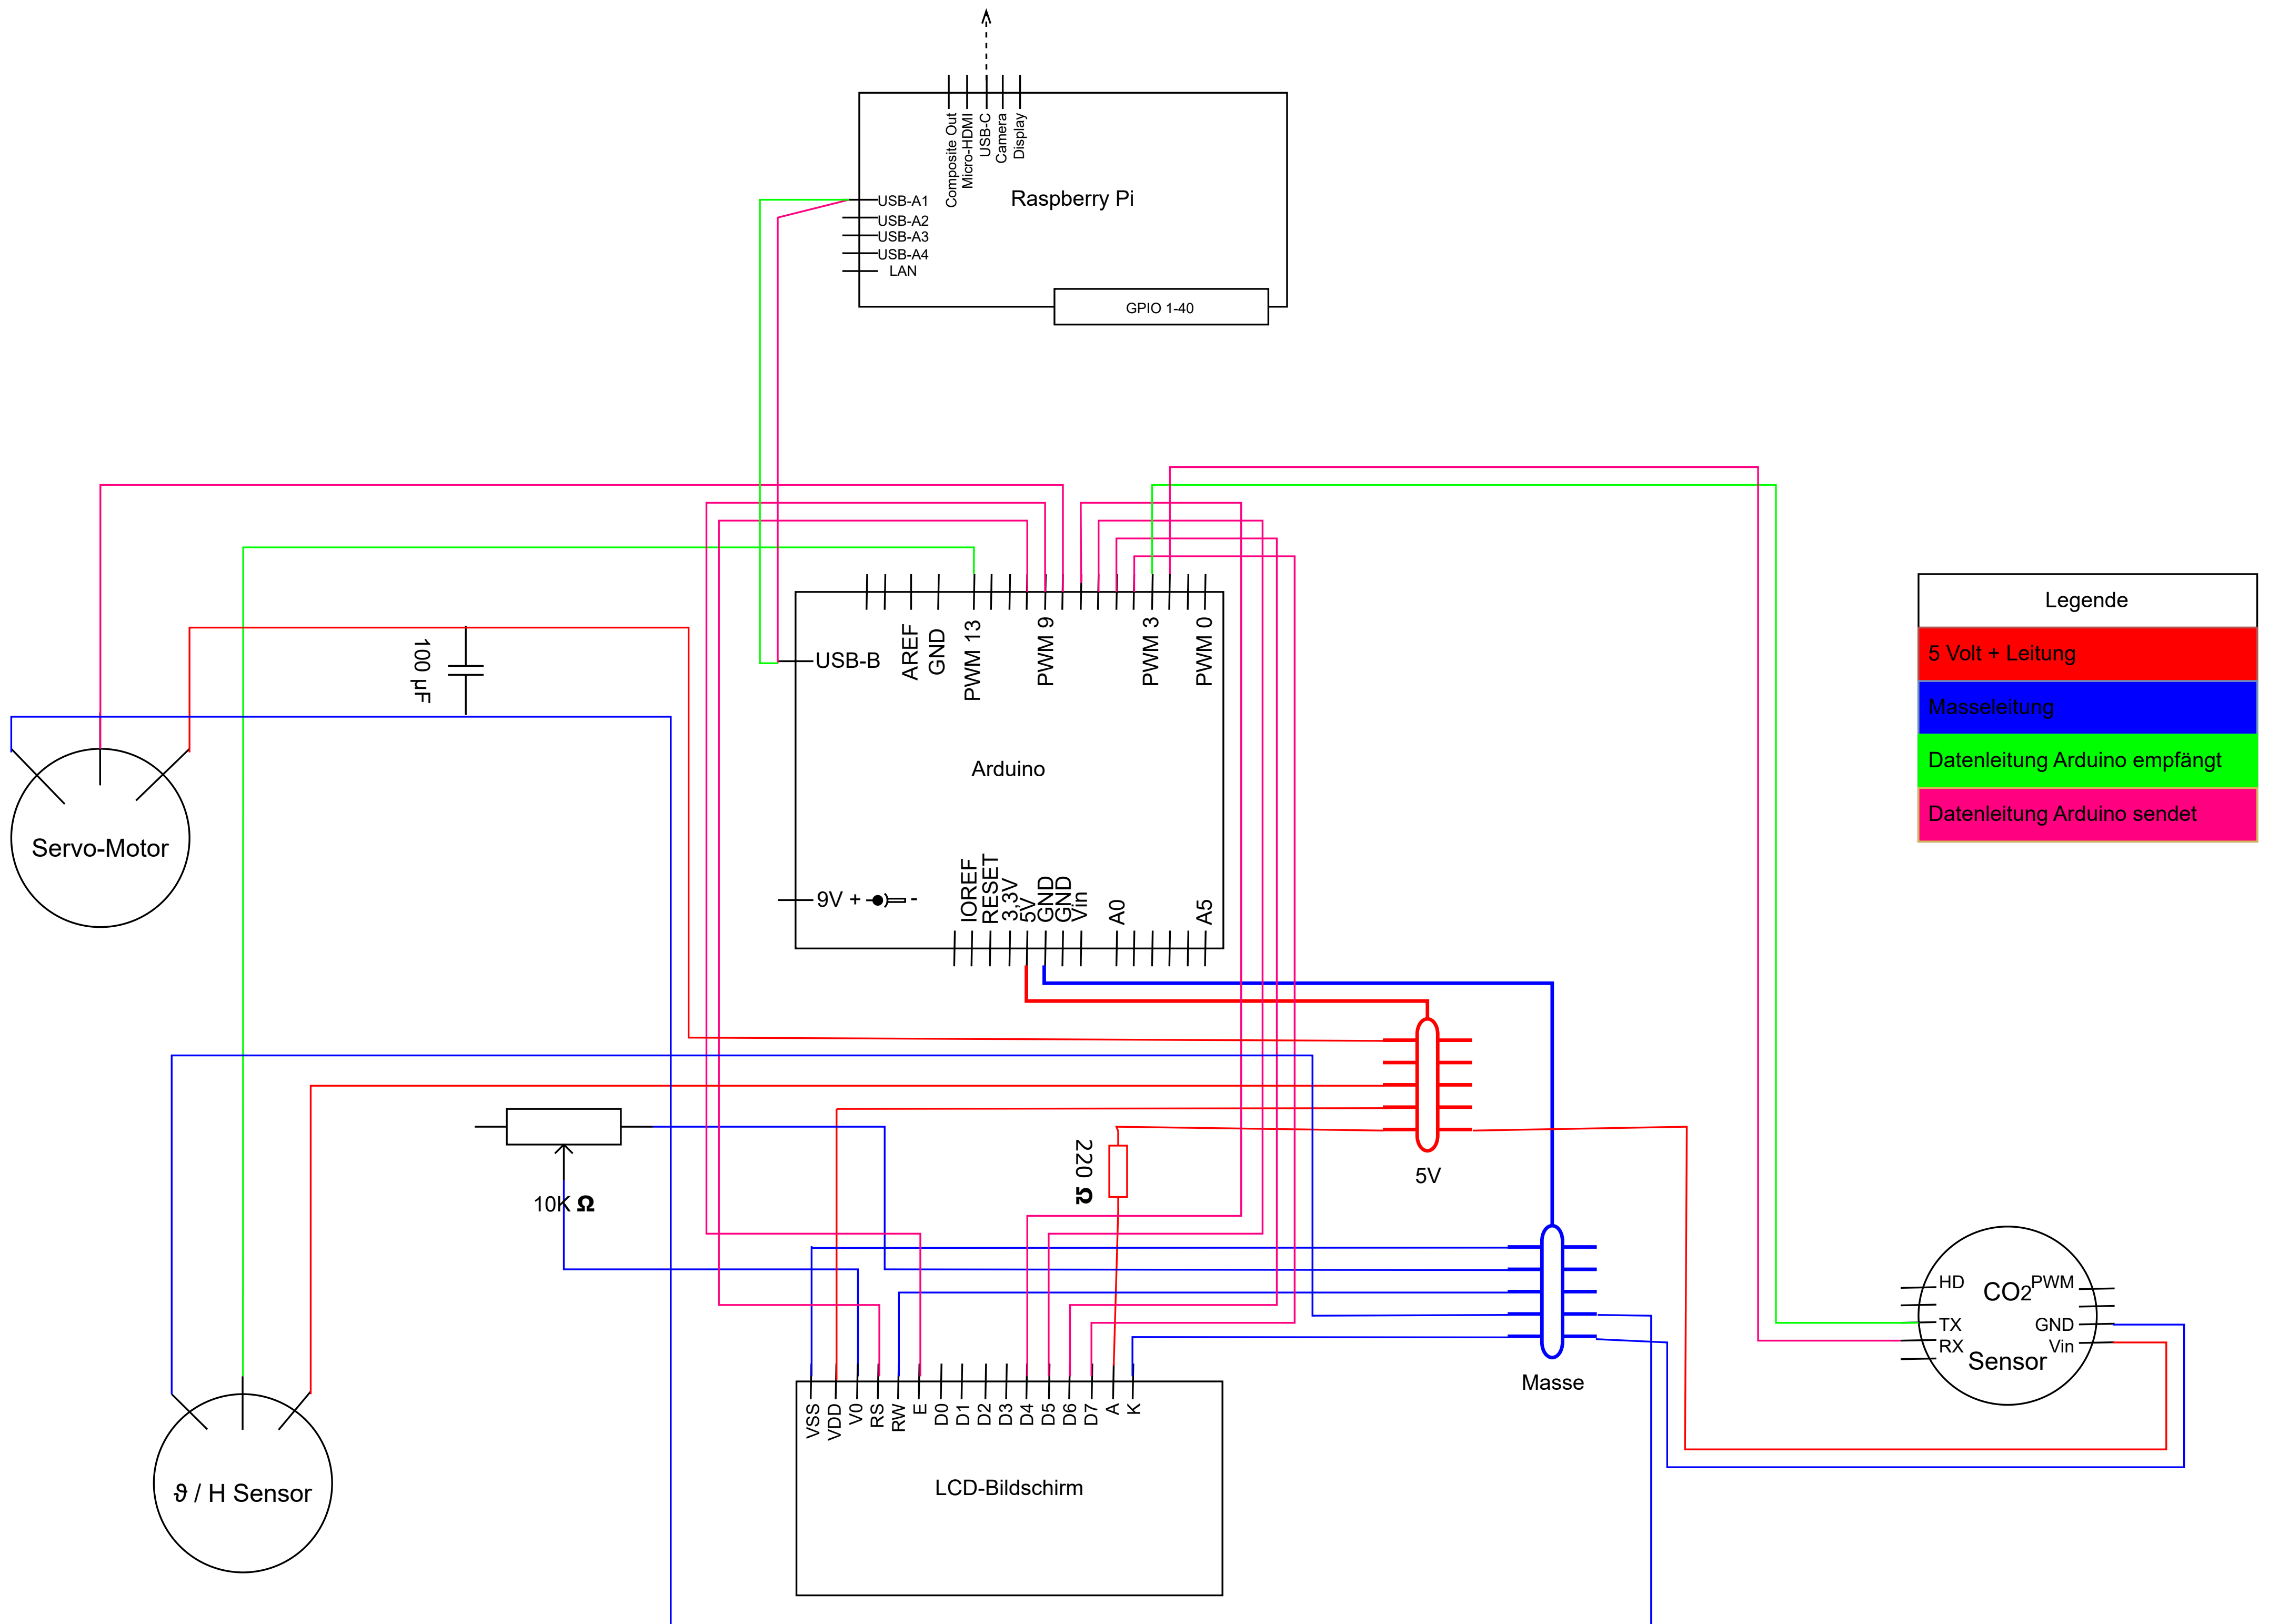 Composite Out
Micro-HDMI
USB-C
Camera
Display
Raspberry Pi
USB-A1
USB-A2
USB-A3
USB-A4
LAN
GPIO 1-40
USB-B
AREF
GND
PWM 13
PWM 9
PWM 3
PWM 0
100 µF
Arduino
Servo-Motor
9V + -
IOREF
RESET
3,3V
5V
GND
GND
Vin
A0
A5
Legende
5 Volt + Leitung
Masseleitung
Datenleitung Arduino empfängt
Datenleitung Arduino sendet
10K Ω
220 Ω
5V
Masse
HD
CO2
PWM
TX
GND
RX
Vin
Sensor
VSS
VDD
V0
RS
RW
E
D0
D1
D2
D3
D4
D5
D6
D7
A
K
LCD-Bildschirm
ϑ / H Sensor